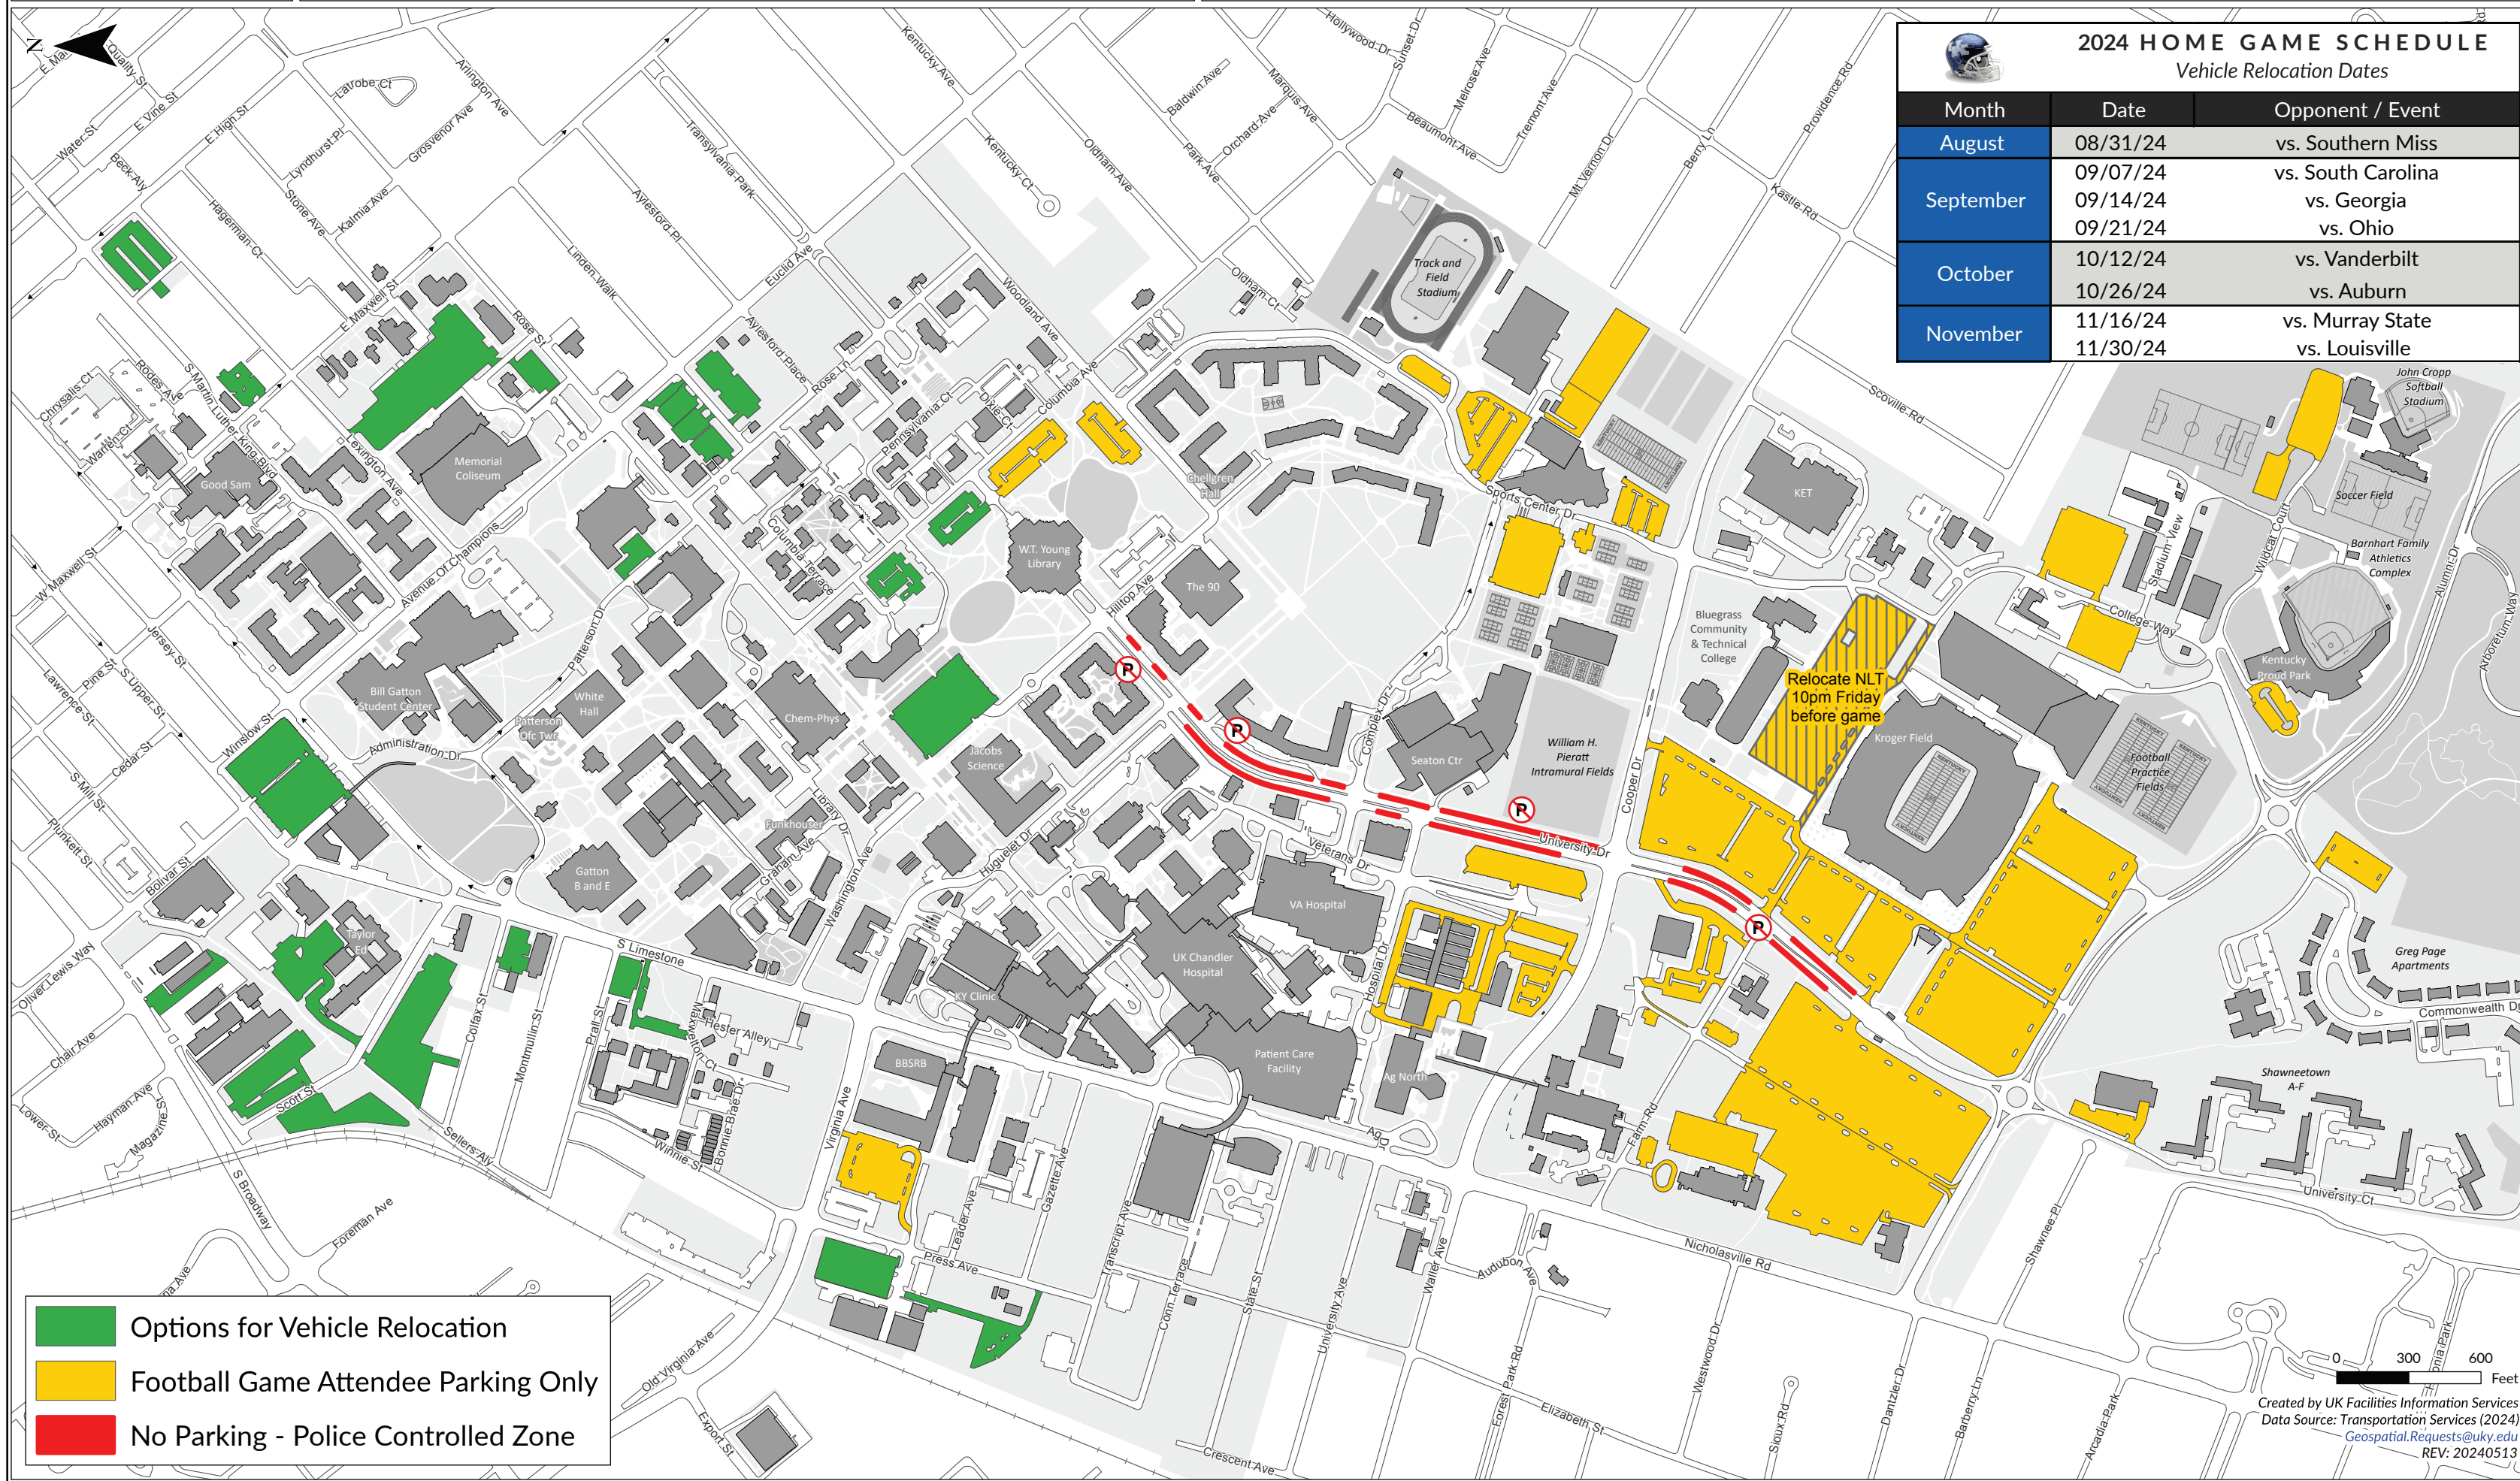 2024 HOME GAME SCHEDULE
Vehicle Relocation Dates
Month Date Opponent / Event
August 08/31/24 vs. Southern Miss
September 09/07/24 vs. South Carolina
09/14/24 vs. Georgia
09/21/24 vs. Ohio
October 10/12/24 vs. Vanderbilt
10/26/24 vs. Auburn
November 11/16/24 vs. Murray State
11/30/24 vs. Louisville
N
Quality St
E Vine St
Water St
E High St
Latrobe Ct
Arlington Ave
Lyndhurst Pl
Grosvenor Ave
Beck Aly
Hagerman Ct
Stone Ave
Kalmia Ave
Transylvania Park
Aylesford Pl
Linden Walk
Euclid Ave
Kentucky Ave
Kentucky Ct
Oldham Ave
Baldwin Ave
Marquis Ave
Orchard Ave
Park Ave
Hollywood Dr
Sunset Dr
Melrose Ave
Beaumont Ave
Tremont Ave
Mt Vernon Dr
Berry Ln
Providence Rd
Kastle Rd
Scoville Rd
Oldham Ct
Woodland Ave
Track and
Field
Stadium
E Maxwell St
Rose St
Aylesford Place
Rose Ln
Pennsylvania Ct
Dixie Ct
Columbia Ave
Columbia Terrace
Chrysalis Ct
Rodes Ave
Warren Ct
S Martin Luther King Blvd
Lexington Ave
Good Sam
Memorial
Coliseum
Avenue Of Champions
W Maxwell St
Jersey St
Pine St
S Upper St
Lawrence St
Cedar St
S Mill St
Plunkett St
Winslow St
Bolivar St
Bill Gatton
Student Center
Administration Dr
Patterson Dr
Patterson
Ofc Twr
White
Hall
Chem-Phys
Jacobs
Science
W.T. Young
Library
Hilltop Ave
The 90
Chellgren
Hall
Sports Center Dr
KET
Bluegrass
Community
& Technical
College
Relocate NLT
10pm Friday
before game
Kroger Field
John Cropp
Softball
Stadium
Soccer Field
Barnhart Family
Athletics
Complex
Wildcat Court
Stadium View
College Way
Kentucky
Proud Park
Alumni Dr
Arboretum Way
Football
Practice
Fields
KENTUCKY
KENTUCKY
Complex Dr
Seaton Ctr
William H.
Pieratt
Intramural Fields
Cooper Dr
University Dr
P
P
P
P
Veterans Dr
VA Hospital
Hospital Dr
UK Chandler
Hospital
KY Clinic
Patient Care
Facility
Ag North
Farm Rd
Huguelet Dr
Library Dr
Funkhouser
Graham Ave
Washington Ave
Gatton
B and E
S Limestone
Taylor
Ed
Oliver Lewis Way
Chair Ave
Lower St
Hayman Ave
Magazine St
Scott St
S Broadway
Foreman Ave
Sellers Aly
Colfax St
Montmullin St
Prall St
Hester Alley
Maxwelton Ct
Bonnie Brae Dr
Winnie St
Virginia Ave
BBSRB
Leader Ave
Press Ave
Gazette Ave
Transcript Ave
Conn Terrace
State St
University Ave
Waller Ave
Audubon Ave
Forest Park Rd
Elizabeth St
Crescent Ave
Westwood Dr
Sioux Rd
Dantzler Dr
Barberry Ln
Arcadia Park
Nicholasville Rd
Shawnee Pl
University Ct
Shawneetown
A-F
Greg Page
Apartments
Commonwealth D
Old Virginia Ave
Export St
Options for Vehicle Relocation
Football Game Attendee Parking Only
No Parking - Police Controlled Zone
0 300 600
Feet
Created by UK Facilities Information Services
Data Source: Transportation Services (2024)
Geospatial.Requests@uky.edu
REV: 20240513